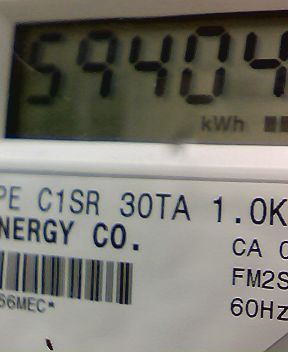 59404
kWh
PE C1SR 30TA 1.0K
NERGY CO.
CA
FM2S
60Hz
66MEC*